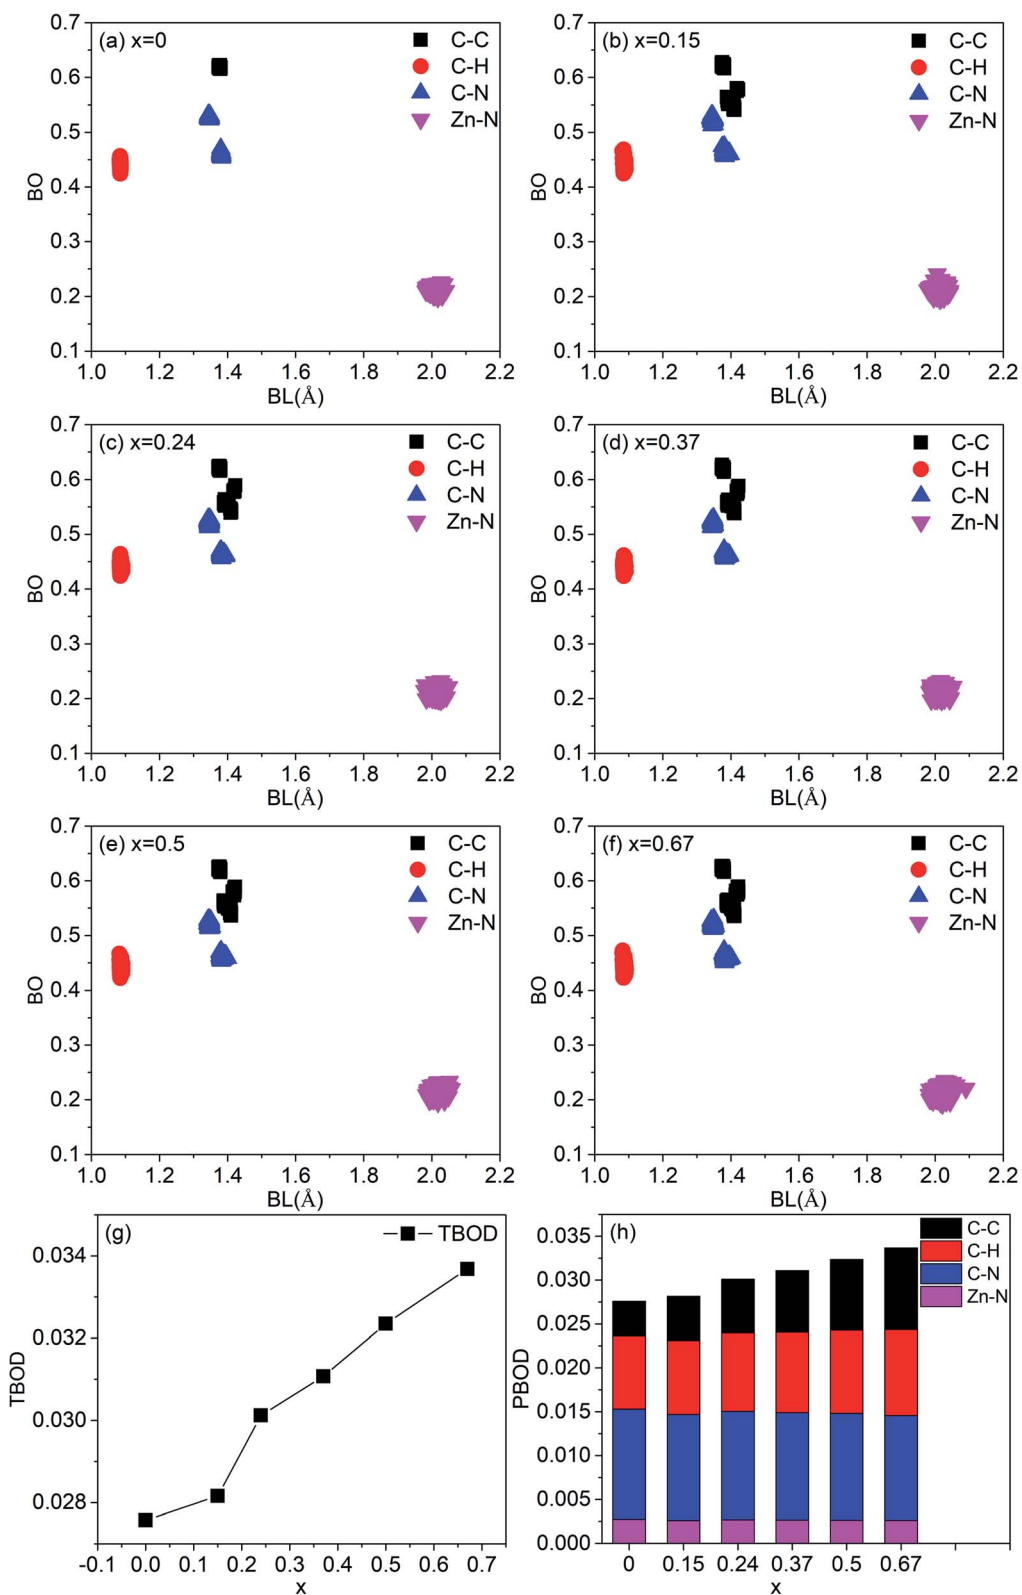 (a) x=0
C-C
C-H
C-N
Zn-N
0.7
0.6
0.5
0.4
0.3
0.2
0.1
BO
1.0 1.2 1.4 1.6 1.8 2.0 2.2
BL(Å)
(b) x=0.15
C-C
C-H
C-N
Zn-N
0.7
0.6
0.5
0.4
0.3
0.2
0.1
BO
1.0 1.2 1.4 1.6 1.8 2.0 2.2
BL(Å)
(c) x=0.24
C-C
C-H
C-N
Zn-N
0.7
0.6
0.5
0.4
0.3
0.2
0.1
BO
1.0 1.2 1.4 1.6 1.8 2.0 2.2
BL(Å)
(d) x=0.37
C-C
C-H
C-N
Zn-N
0.7
0.6
0.5
0.4
0.3
0.2
0.1
BO
1.0 1.2 1.4 1.6 1.8 2.0 2.2
BL(Å)
(e) x=0.5
C-C
C-H
C-N
Zn-N
0.7
0.6
0.5
0.4
0.3
0.2
0.1
BO
1.0 1.2 1.4 1.6 1.8 2.0 2.2
BL(Å)
(f) x=0.67
C-C
C-H
C-N
Zn-N
0.7
0.6
0.5
0.4
0.3
0.2
0.1
BO
1.0 1.2 1.4 1.6 1.8 2.0 2.2
BL(Å)
(g)
TBOD
0.034
0.032
0.030
0.028
TBOD
-0.1 0.0 0.1 0.2 0.3 0.4 0.5 0.6 0.7
x
(h)
C-C
C-H
C-N
Zn-N
0.035
0.030
0.025
0.020
0.015
0.010
0.005
0.000
PBOD
0 0.15 0.24 0.37 0.5 0.67
x